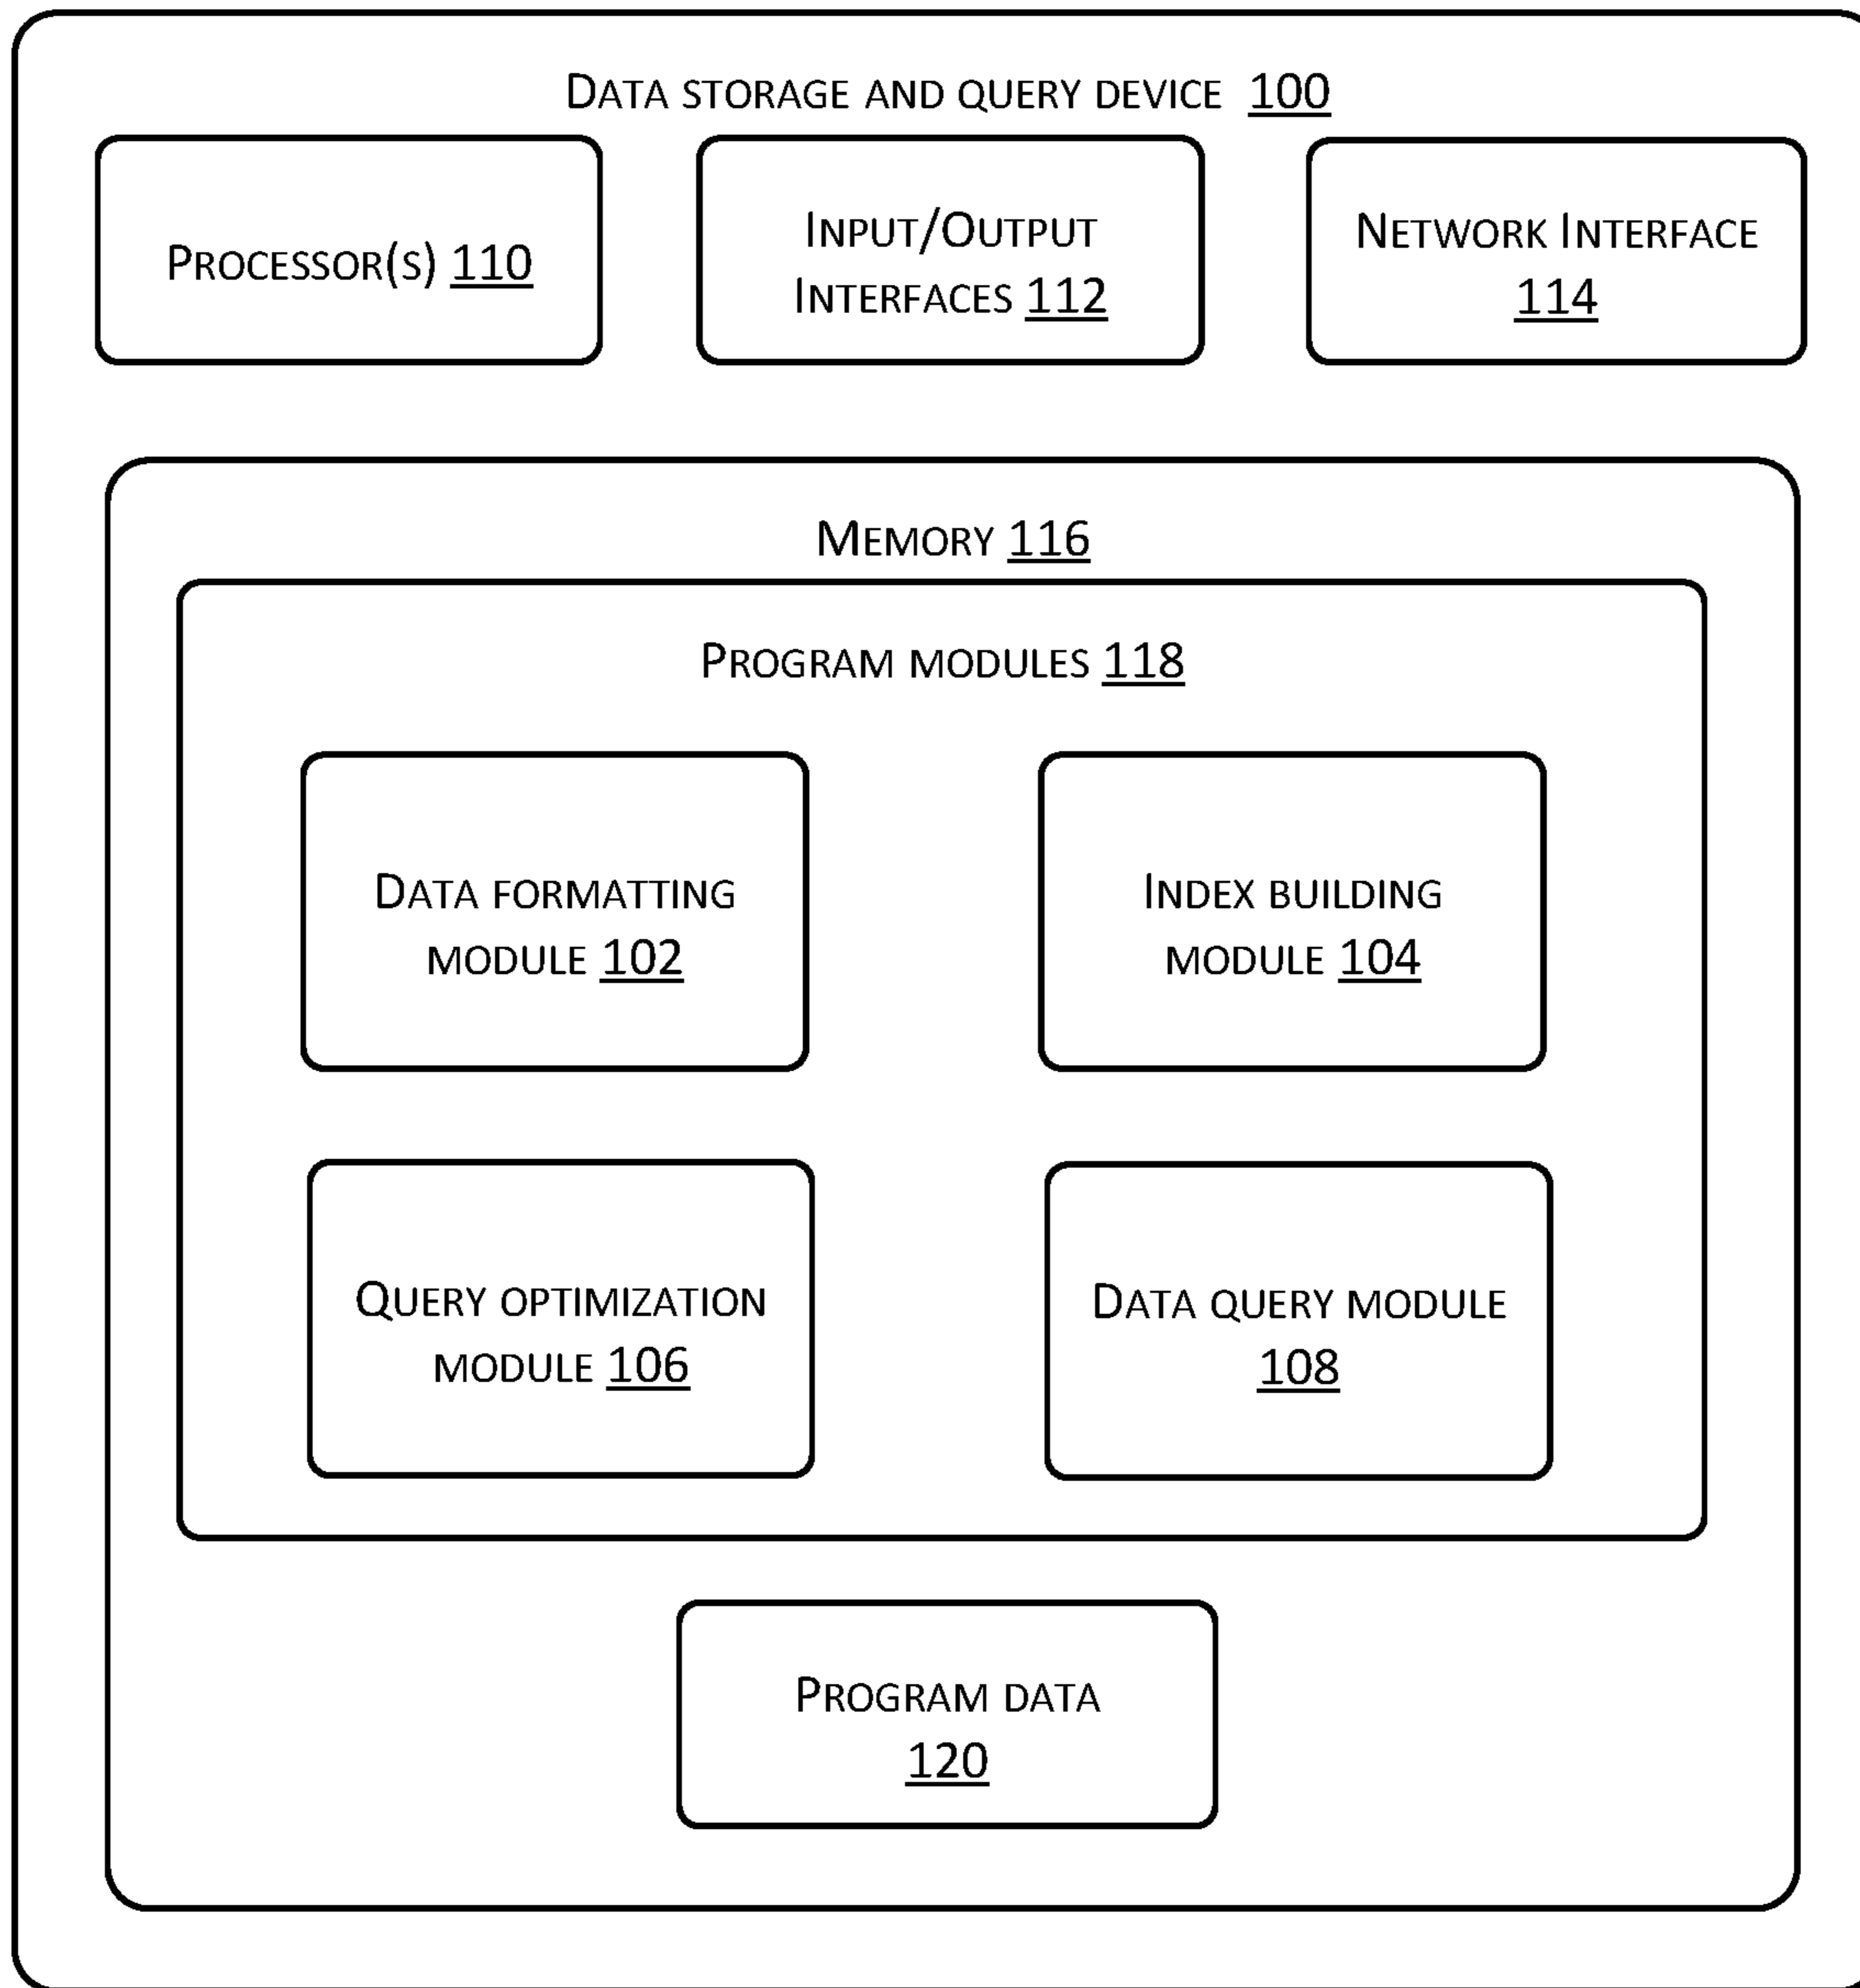 Data storage and query device 100
Processor(s) 110
Input/Output
Interfaces 112
Network Interface
114
Memory 116
Program modules 118
Data formatting
module 102
Index building
module 104
Query optimization
module 106
Data query module
108
Program data
120